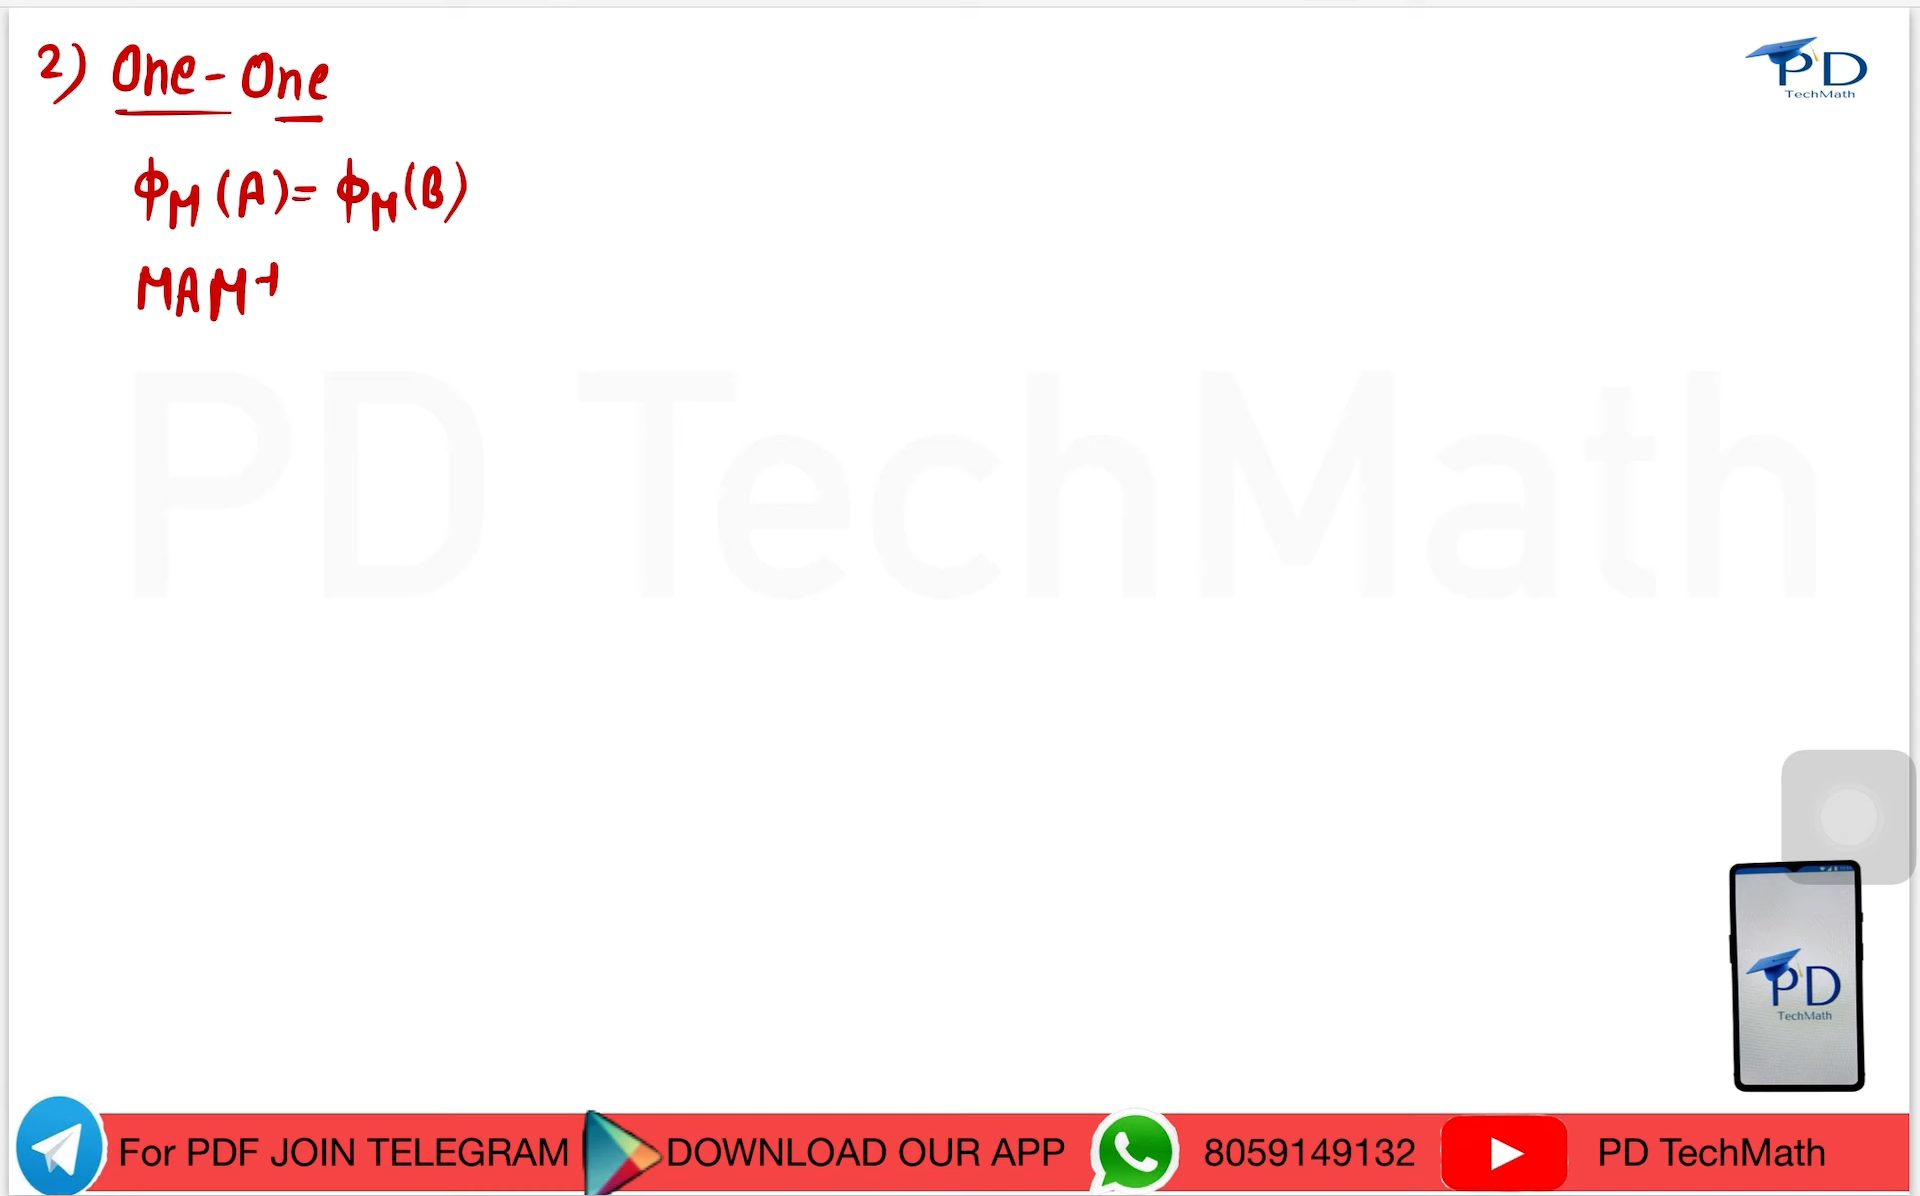 2) One-One
PD
TechMath
ϕM (A) = ϕM (B)
MAM-1
PD TechMath
PD
TechMath
For PDF JOIN TELEGRAM DOWNLOAD OUR APP 8059149132 PD TechMath